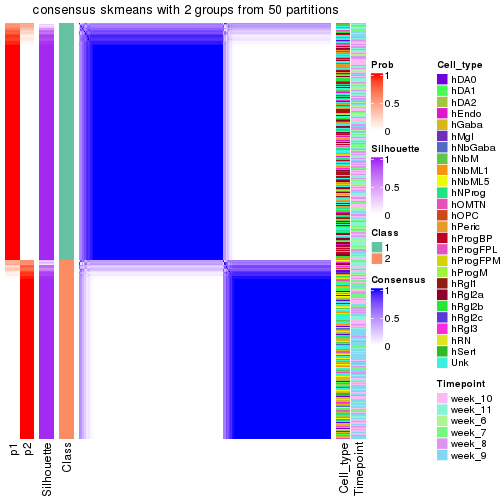 consensus skmeans with 2 groups from 50 partitions
Prob
1
0.5
0
Silhouette
1
0.5
0
Class
1
2
Consensus
1
0.5
0
Cell_type
hDA0
hDA1
hDA2
hEndo
hGaba
hMgl
hNbGaba
hNbM
hNbML1
hNbML5
hNProg
hOMTN
hOPC
hPeric
hProgBP
hProgFPL
hProgFPM
hProgM
hRgl1
hRgl2a
hRgl2b
hRgl2c
hRgl3
hRN
hSert
Unk
Timepoint
week_10
week_11
week_6
week_7
week_8
week_9
p1
p2
Silhouette
Class
Cell_type
Timepoint